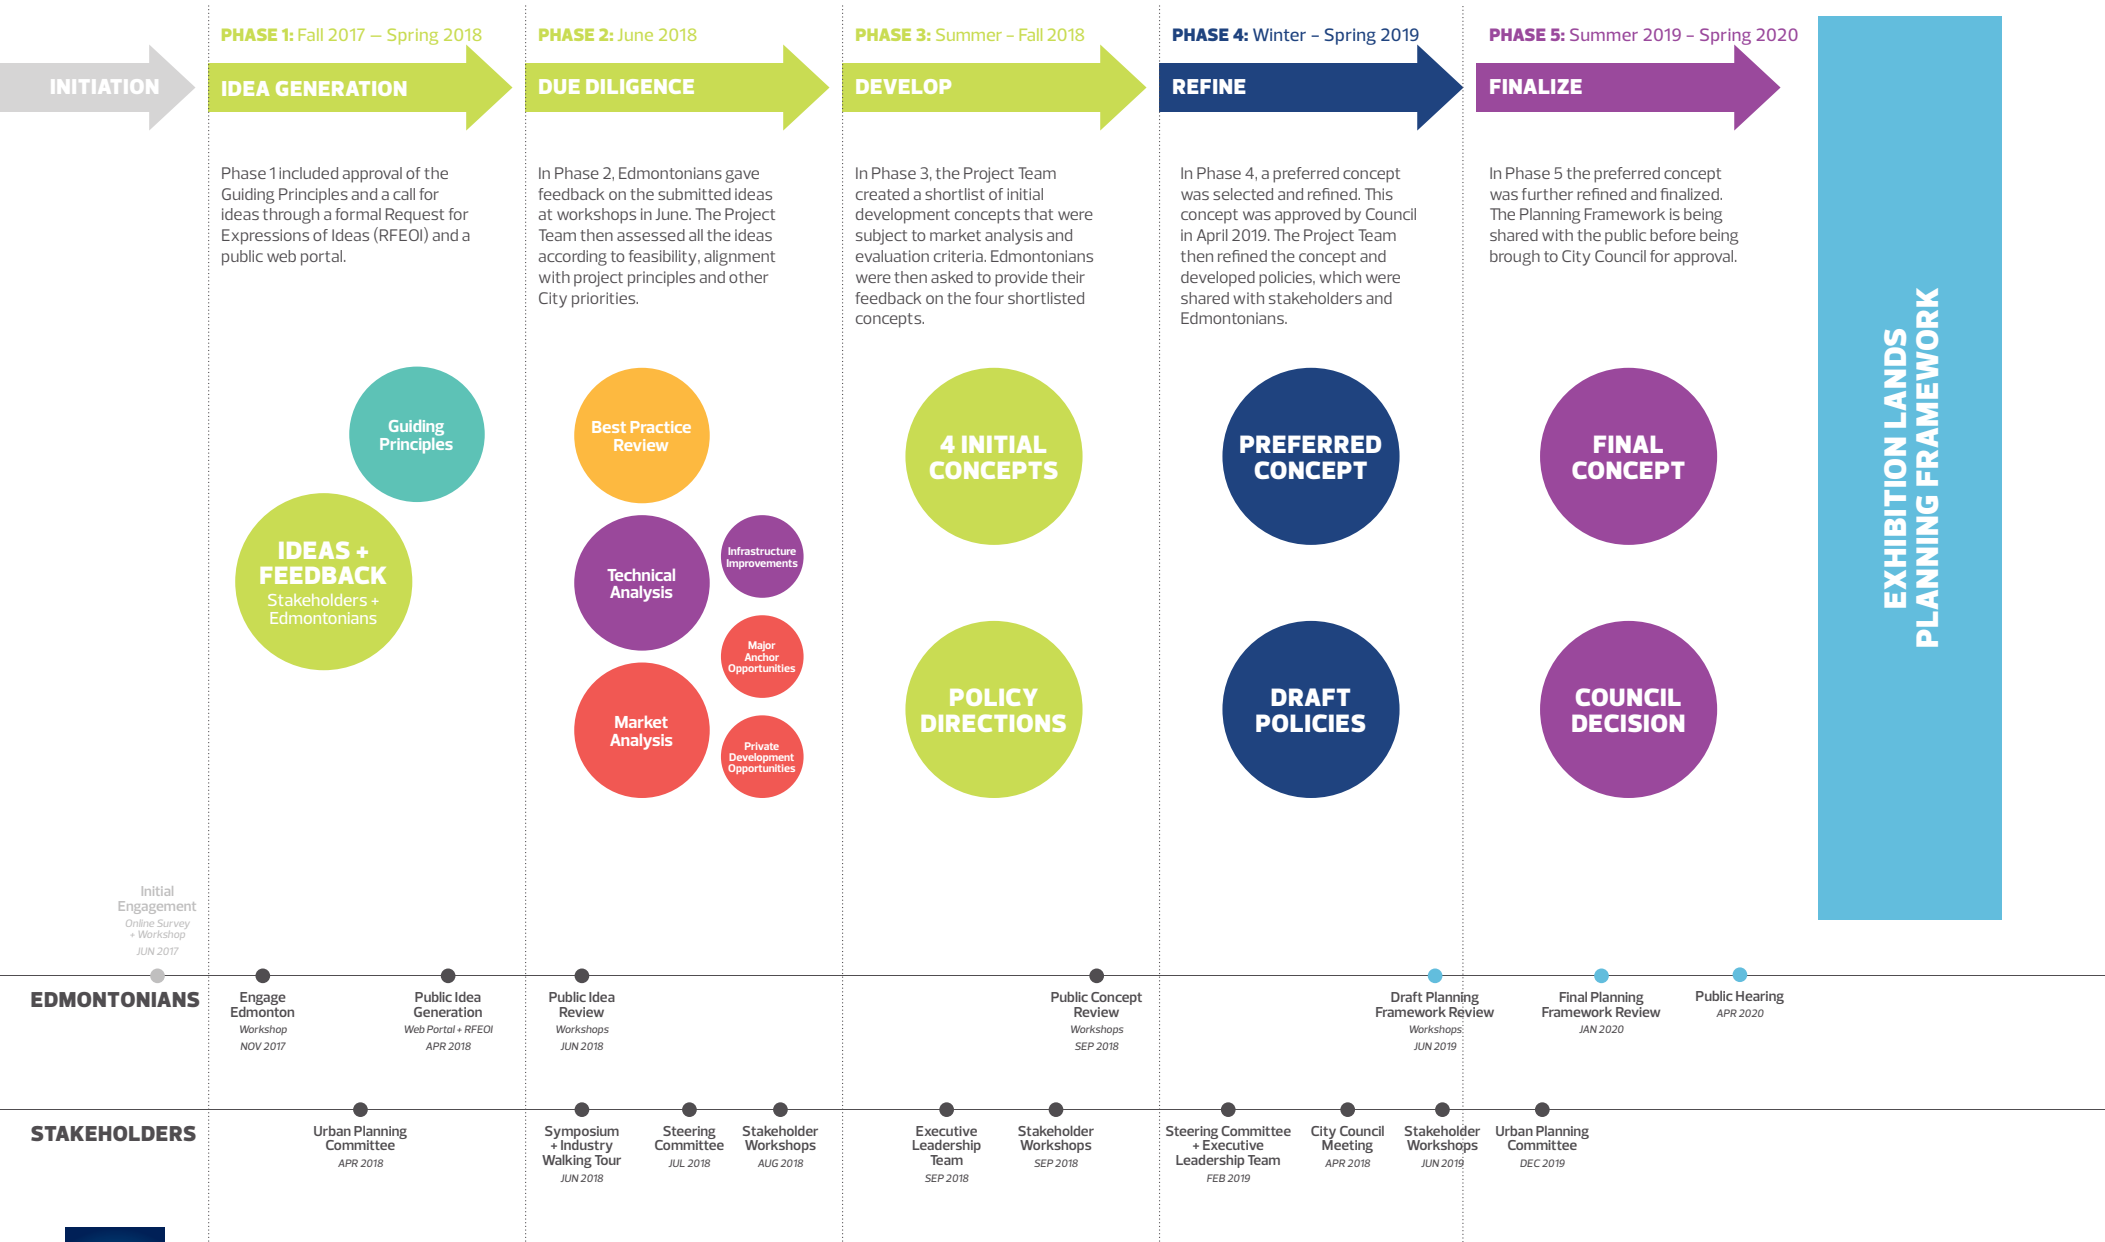 INITIATION
PHASE 1: Fall 2017 – Spring 2018
IDEA GENERATION
Phase 1 included approval of the
Guiding Principles and a call for
ideas through a formal Request for
Expressions of Ideas (RFEOI) and a
public web portal.
Guiding
Principles
IDEAS +
FEEDBACK
Stakeholders +
Edmontonians
PHASE 2: June 2018
DUE DILIGENCE
In Phase 2, Edmontonians gave
feedback on the submitted ideas
at workshops in June. The Project
Team then assessed all the ideas
according to feasibility, alignment
with project principles and other
City priorities.
Best Practice
Review
Technical
Analysis
Infrastructure
Improvements
Major
Anchor
Opportunities
Market
Analysis
Private
Development
Opportunities
PHASE 3: Summer - Fall 2018
DEVELOP
In Phase 3, the Project Team
created a shortlist of initial
development concepts that were
subject to market analysis and
evaluation criteria. Edmontonians
were then asked to provide their
feedback on the four shortlisted
concepts.
4 INITIAL
CONCEPTS
POLICY
DIRECTIONS
PHASE 4: Winter – Spring 2019
REFINE
In Phase 4, a preferred concept
was selected and refined. This
concept was approved by Council
in April 2019. The Project Team
then refined the concept and
developed policies, which were
shared with stakeholders and
Edmontonians.
PREFERRED
CONCEPT
DRAFT
POLICIES
PHASE 5: Summer 2019 – Spring 2020
FINALIZE
In Phase 5 the preferred concept
was further refined and finalized.
The Planning Framework is being
shared with the public before being
brough to City Council for approval.
FINAL
CONCEPT
COUNCIL
DECISION
EXHIBITION LANDS
PLANNING FRAMEWORK
Initial
Engagement
Online Survey
+ Workshop
JUN 2017
EDMONTONIANS
Engage
Edmonton
Workshop
NOV 2017
Public Idea
Generation
Web Portal + RFEOI
APR 2018
Public Idea
Review
Workshops
JUN 2018
Public Concept
Review
Workshops
SEP 2018
Draft Planning
Framework Review
Workshops
JUN 2019
Final Planning
Framework Review
JAN 2020
Public Hearing
APR 2020
STAKEHOLDERS
Urban Planning
Committee
APR 2018
Symposium
+ Industry
Walking Tour
JUN 2018
Steering
Committee
JUL 2018
Stakeholder
Workshops
AUG 2018
Executive
Leadership
Team
SEP 2018
Stakeholder
Workshops
SEP 2018
Steering Committee
+ Executive
Leadership Team
FEB 2019
City Council
Meeting
APR 2018
Stakeholder
Workshops
JUN 2019
Urban Planning
Committee
DEC 2019